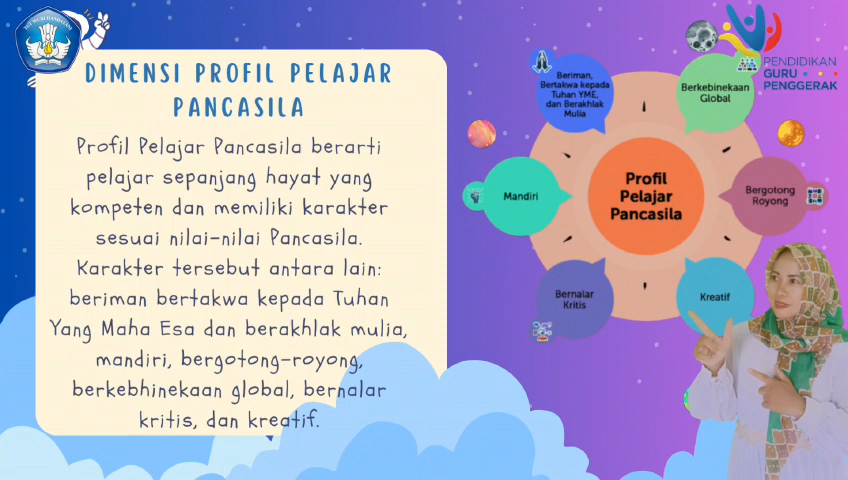 TUT WURI HANDAYANI
DIMENSI PROFIL PELAJAR
PANCASILA
Profil Pelajar Pancasila berarti
pelajar sepanjang hayat yang
kompeten dan memiliki karakter
sesuai nilai-nilai Pancasila.
Karakter tersebut antara lain:
beriman bertakwa kepada Tuhan
Yang Maha Esa dan berakhlak mulia,
mandiri, bergotong-royong,
berkebhinekaan global, bernalar
kritis, dan kreatif.
Beriman,
Bertakwa kepada
Tuhan YME,
dan Berakhlak
Mulia
Berkebinekaan
Global
Mandiri
Profil
Pelajar
Pancasila
Bergotong
Royong
Bernalar
Kritis
Kreatif
PENDIDIKAN
GURU
PENGGERAK